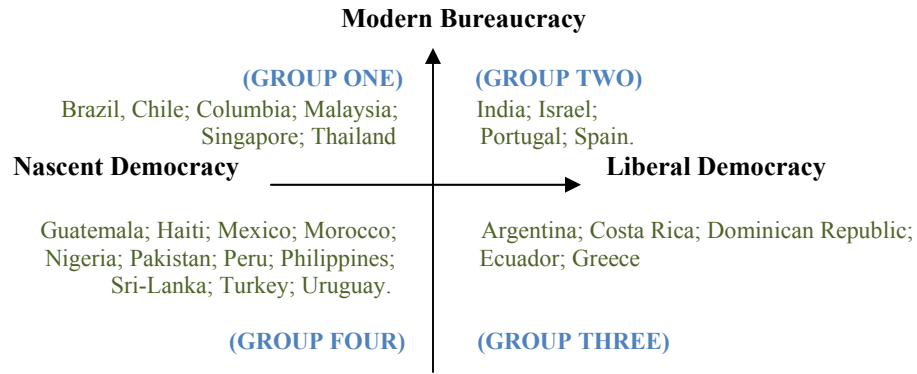 Modern Bureaucracy
(GROUP ONE)
Brazil, Chile; Columbia; Malaysia;
Singapore; Thailand
(GROUP TWO)
India; Israel;
Portugal; Spain.
Nascent Democracy
Liberal Democracy
Guatemala; Haiti; Mexico; Morocco;
Nigeria; Pakistan; Peru; Philippines;
Sri-Lanka; Turkey; Uruguay.
(GROUP FOUR)
Argentina; Costa Rica; Dominican Republic;
Ecuador; Greece
(GROUP THREE)